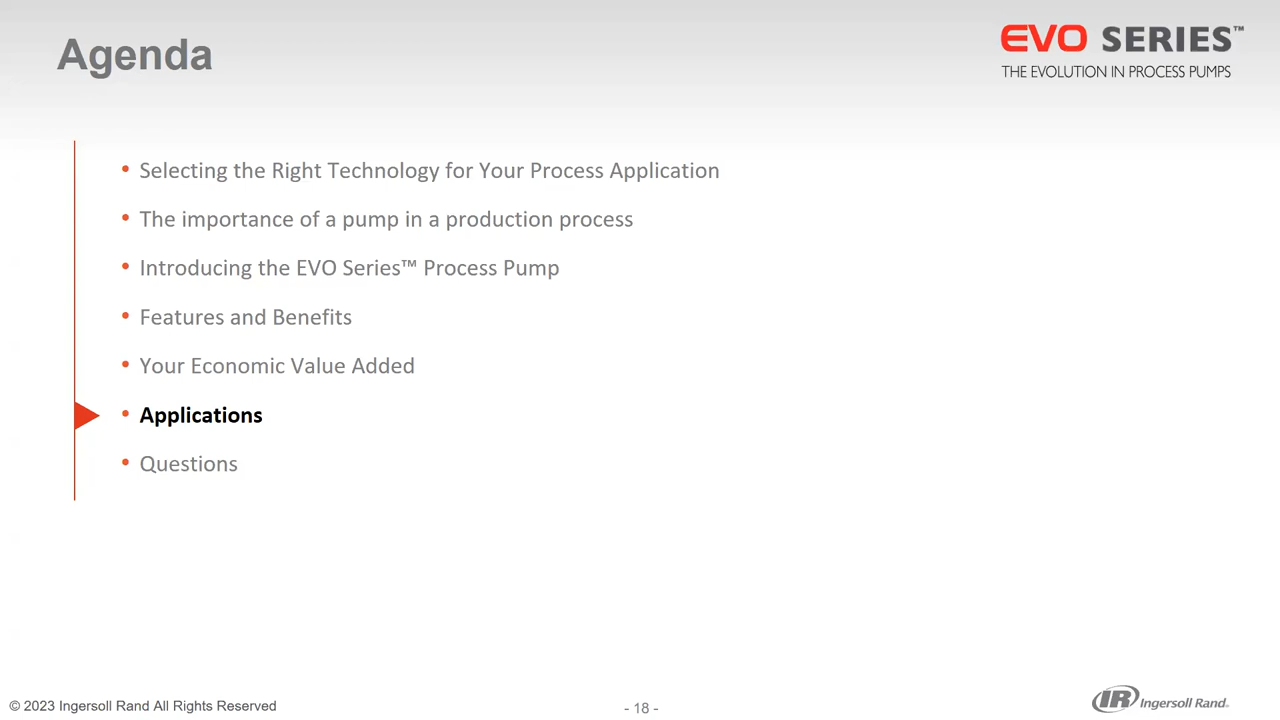 Agenda
EVO SERIES™
THE EVOLUTION IN PROCESS PUMPS
• Selecting the Right Technology for Your Process Application
• The importance of a pump in a production process
• Introducing the EVO Series™ Process Pump
• Features and Benefits
• Your Economic Value Added
• Applications
• Questions
© 2023 Ingersoll Rand All Rights Reserved
- 18 -
IR Ingersoll Rand.